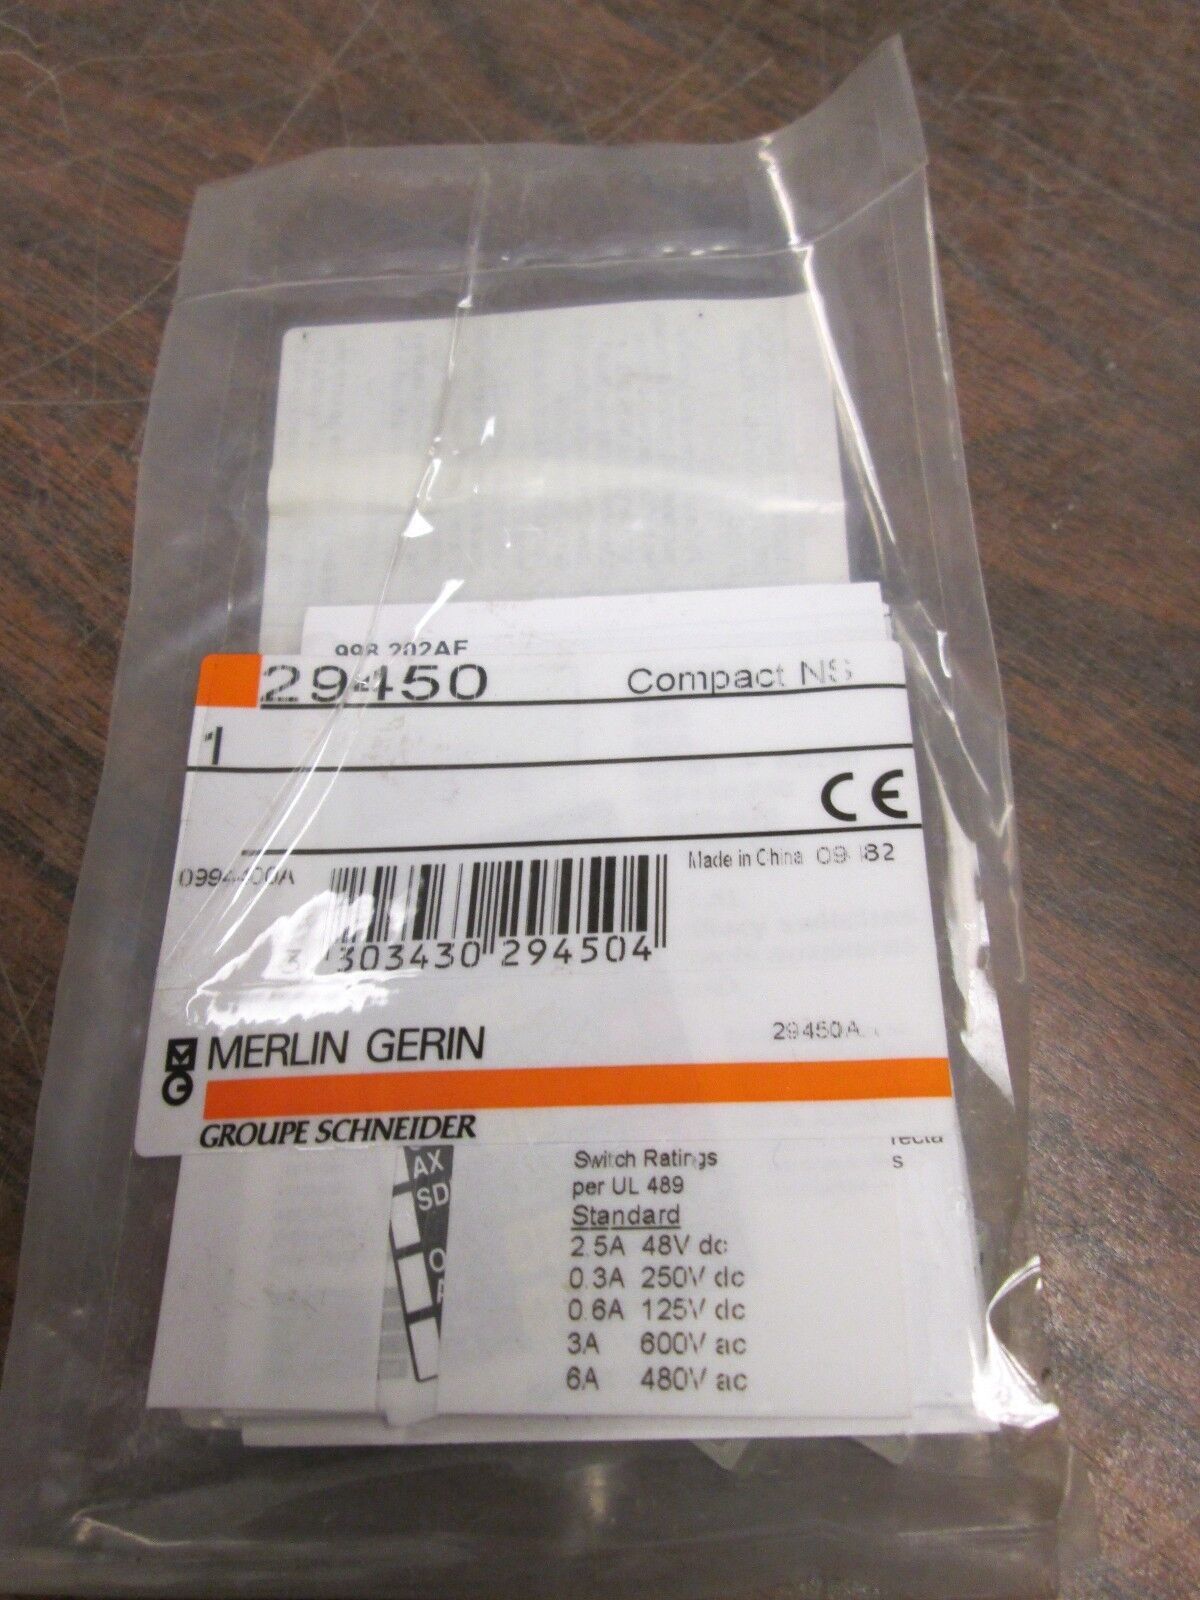 998 202AE
29450 Compact NS
1
CE
Made in China
303430 294504
MG
MERLIN GERIN
GROUPE SCHNEIDER
AX
SD
Switch Ratings
per UL 489
Standard
2.5A 48V dc
0.3A 250V dc
0.6A 125V dc
3A 600V ac
6A 480V ac